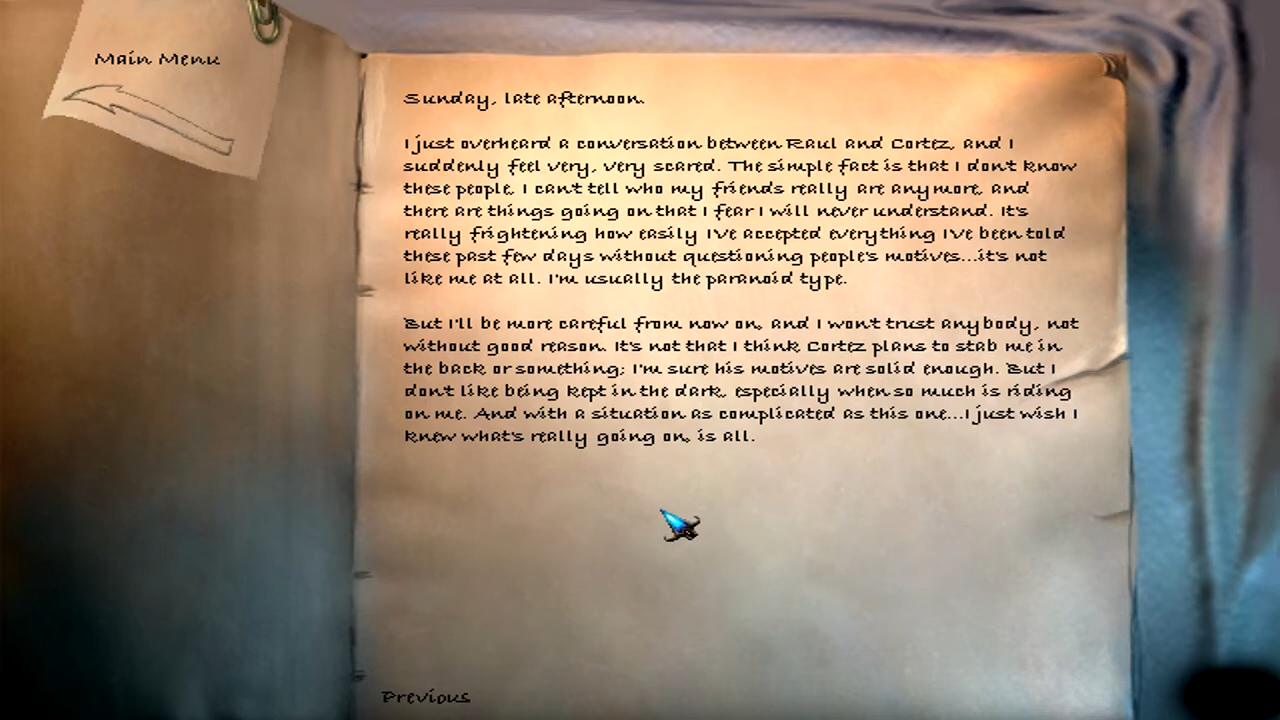 Main Menu
Sunday, late afternoon.
I just overheard a conversation between Raul and Cortez, and I
suddenly feel very, very scared. The simple fact is that I don't know
these people, I can't tell who my friends really are anymore, and
there are things going on that I fear I will never understand. It's
really frightening how easily I've accepted everything I've been told
these past few days without questioning people's motives...it's not
like me at all. I'm usually the paranoid type.
But I'll be more careful from now on, and I won't trust anybody, not
without good reason. It's not that I think Cortez plans to stab me in
the back or something; I'm sure his motives are solid enough. But I
don't like being kept in the dark, especially when so much is riding
on me. And with a situation as complicated as this one...I just wish I
knew what's really going on, is all.
Previous